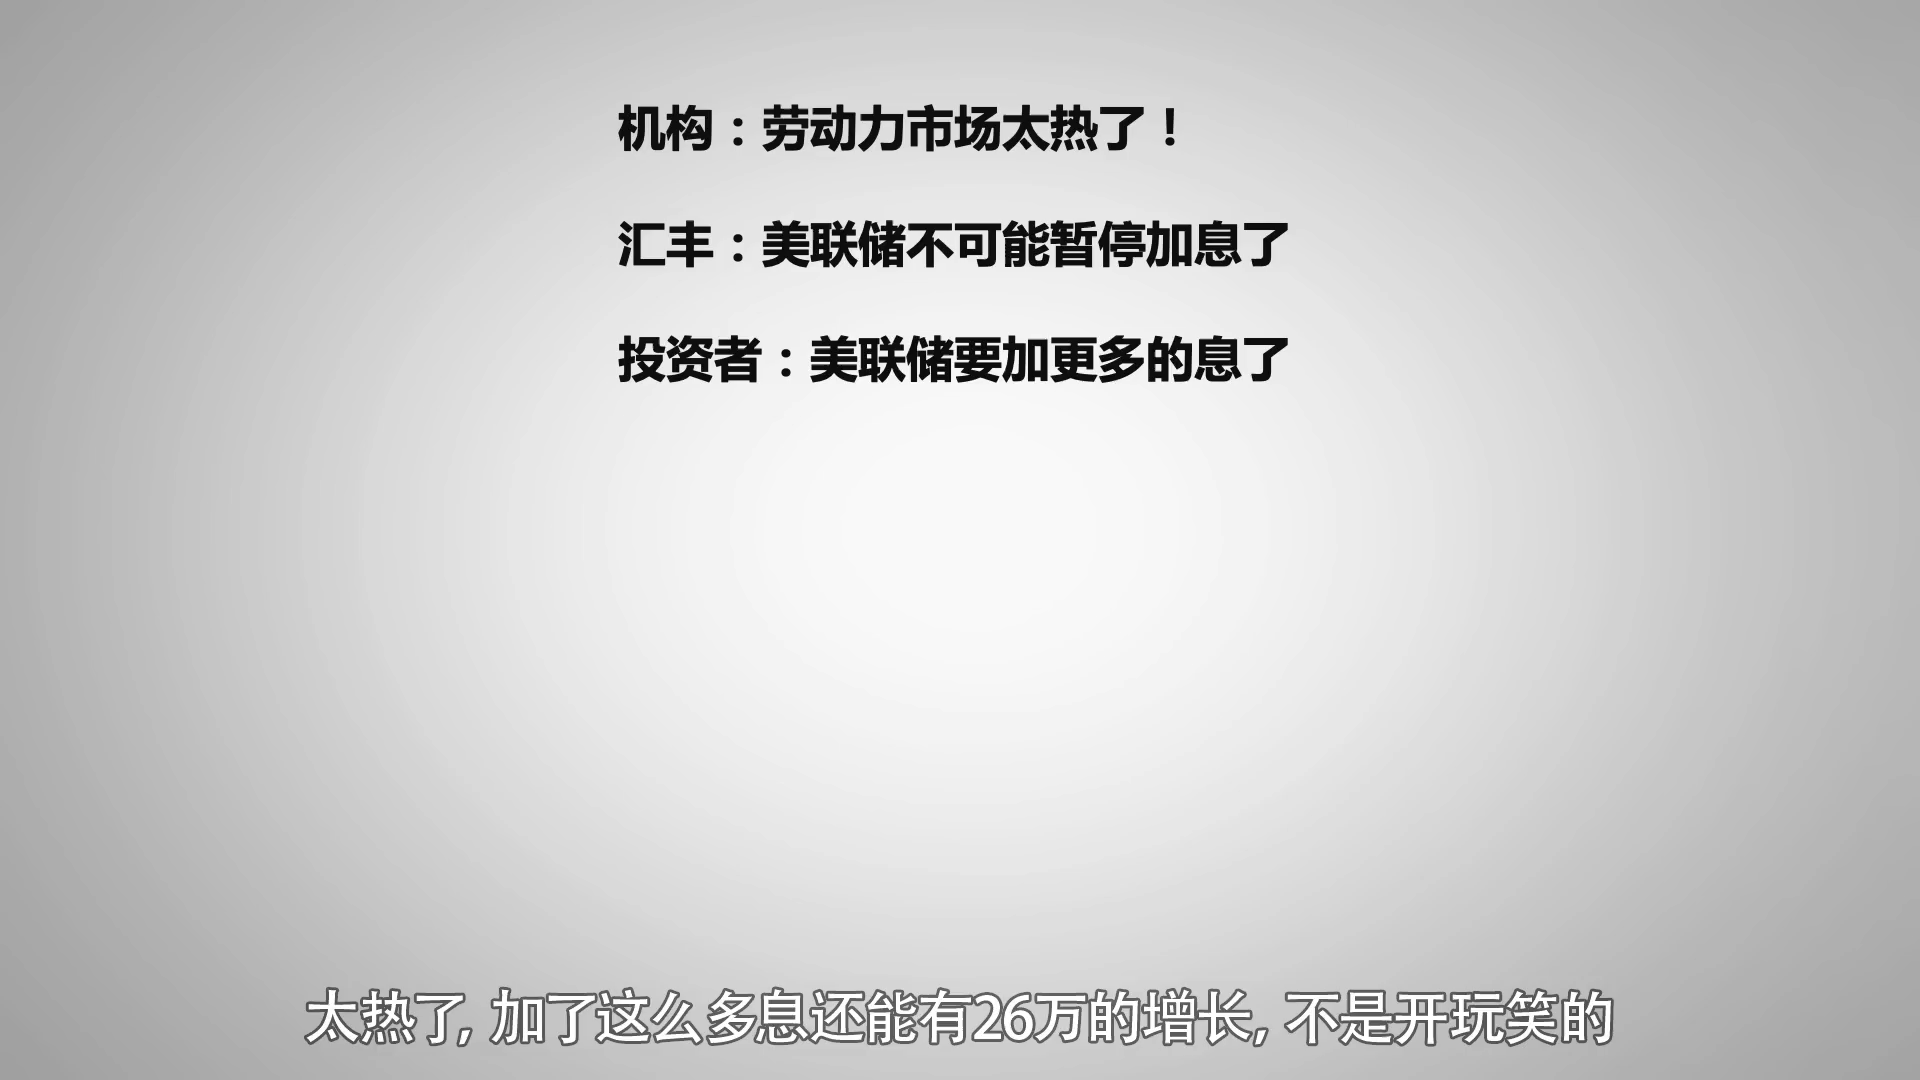 机构：劳动力市场太热了！
汇丰：美联储不可能暂停加息了
投资者：美联储要加更多的息了
太热了, 加了这么多息还能有26万的增长, 不是开玩笑的